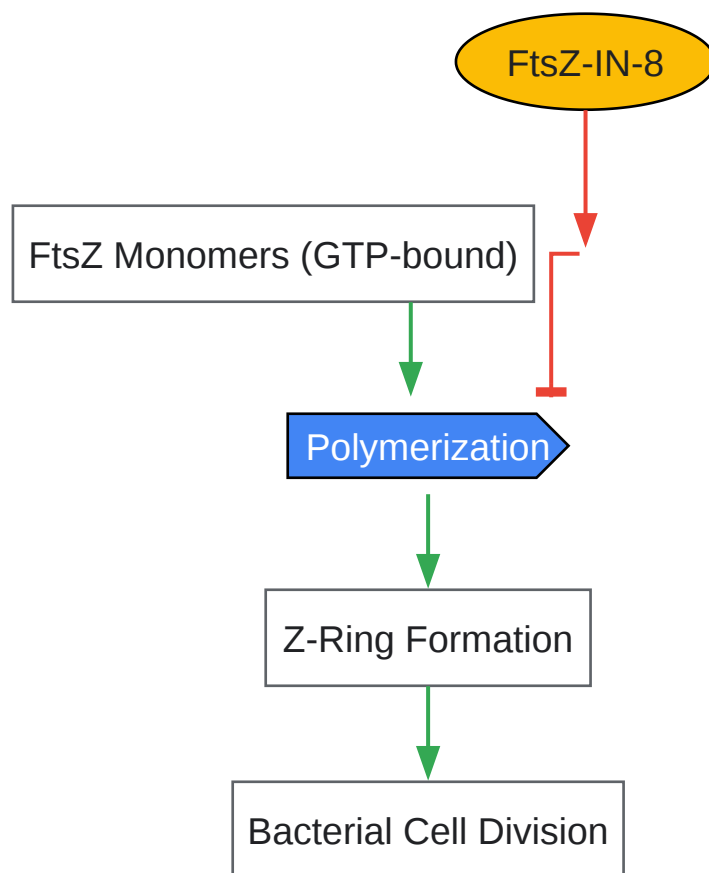 FtsZ-IN-8
FtsZ Monomers (GTP-bound)
Polymerization
Z-Ring Formation
Bacterial Cell Division